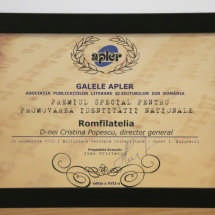 apler
GALELE APLER
ASOCIAȚIA PUBLICAȚIILOR LITERARE ȘI EDITURILOR DIN ROMÂNIA
PREMIUL SPECIAL PENTRU
PROMOVAREA IDENTITĂȚII NAȚIONALE
Romfilatelia
D-nei Cristina Popescu, director general